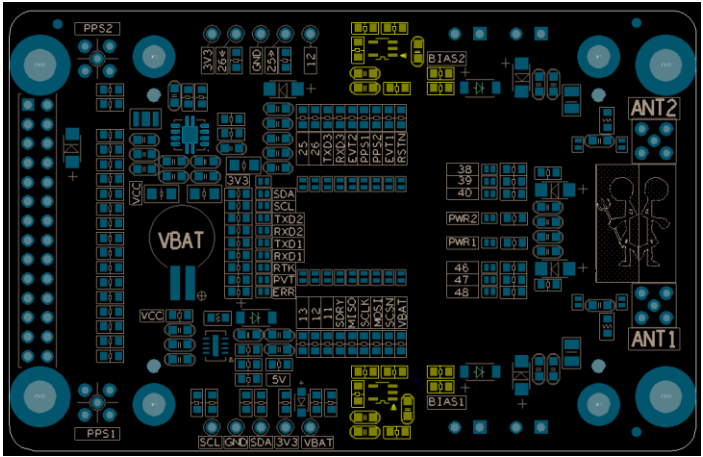 PPS2
3V3
26←
GND
25→
12
BIAS2
ANT2
25
26
TXD3
RXD3
EVT2
PPS1
PPS2
EVT1
RSTN
VCC
3V3
SDA
SCL
TXD2
RXD2
TXD1
RXD1
RTK
PVT
ERR
VBAT
38
39
40
PWR2
PWR1
46
47
48
VCC
13
12
11
SDRY
MISO
SCLK
MOSI
SCSN
VBAT
5V
ANT1
BIAS1
PPS1
SCL
GND
SDA
3V3
VBAT